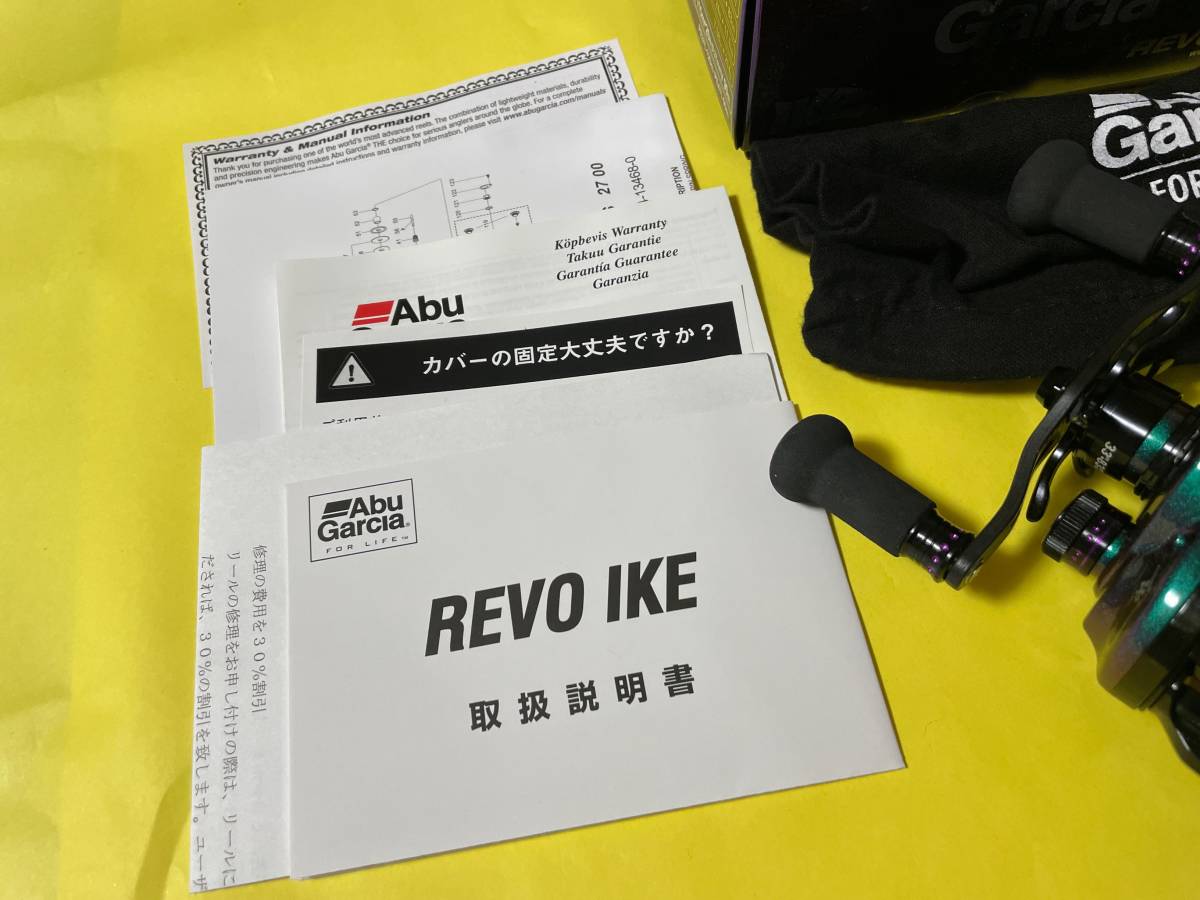 Warranty & Manual Information
Thank you for purchasing one of the world's most advanced reels. The combination of lightweight materials, durability
and precision engineering makes Abu Garcia® THE choice for serious anglers around the globe. For a complete
owner's manual including detailed instructions and warranty information, please visit www.abugarcia.com/manuals
27 00
-13468-0
Köpbevis Warranty
Takuu Garantie
Garantía Guarantee
Garanzia
Abu
カバーの固定大丈夫ですか？
Abu
Garcia®
FOR LIFE™
REVO IKE
取扱説明書
修理の費用を30％割引
リールの修理をお申し付けの際は、リールに
だされば、30％の割引を致します。ユーザ
Garcia
REV
Gar
FOR